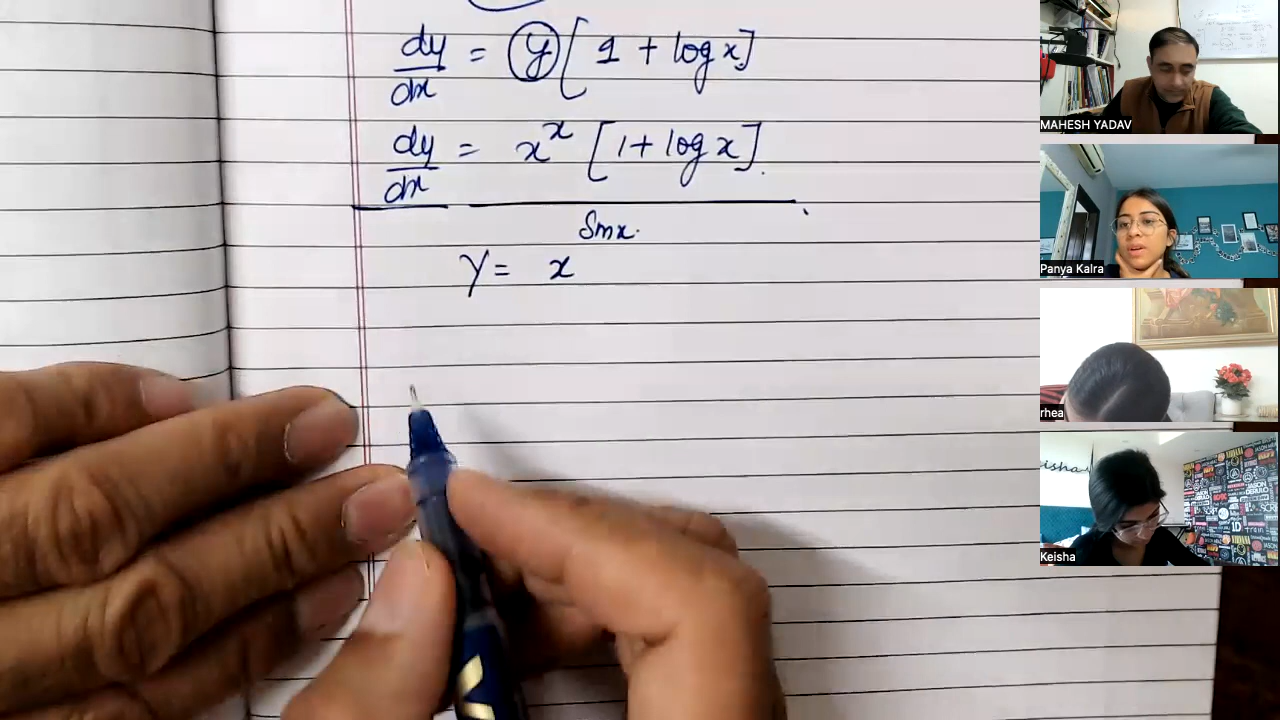 dy/dx = y [ 1 + log x ]
dy/dx = x^x [ 1 + log x ].
y = x^Sinx.
MAHESH YADAV
Panya Kalra
rhea
Keisha